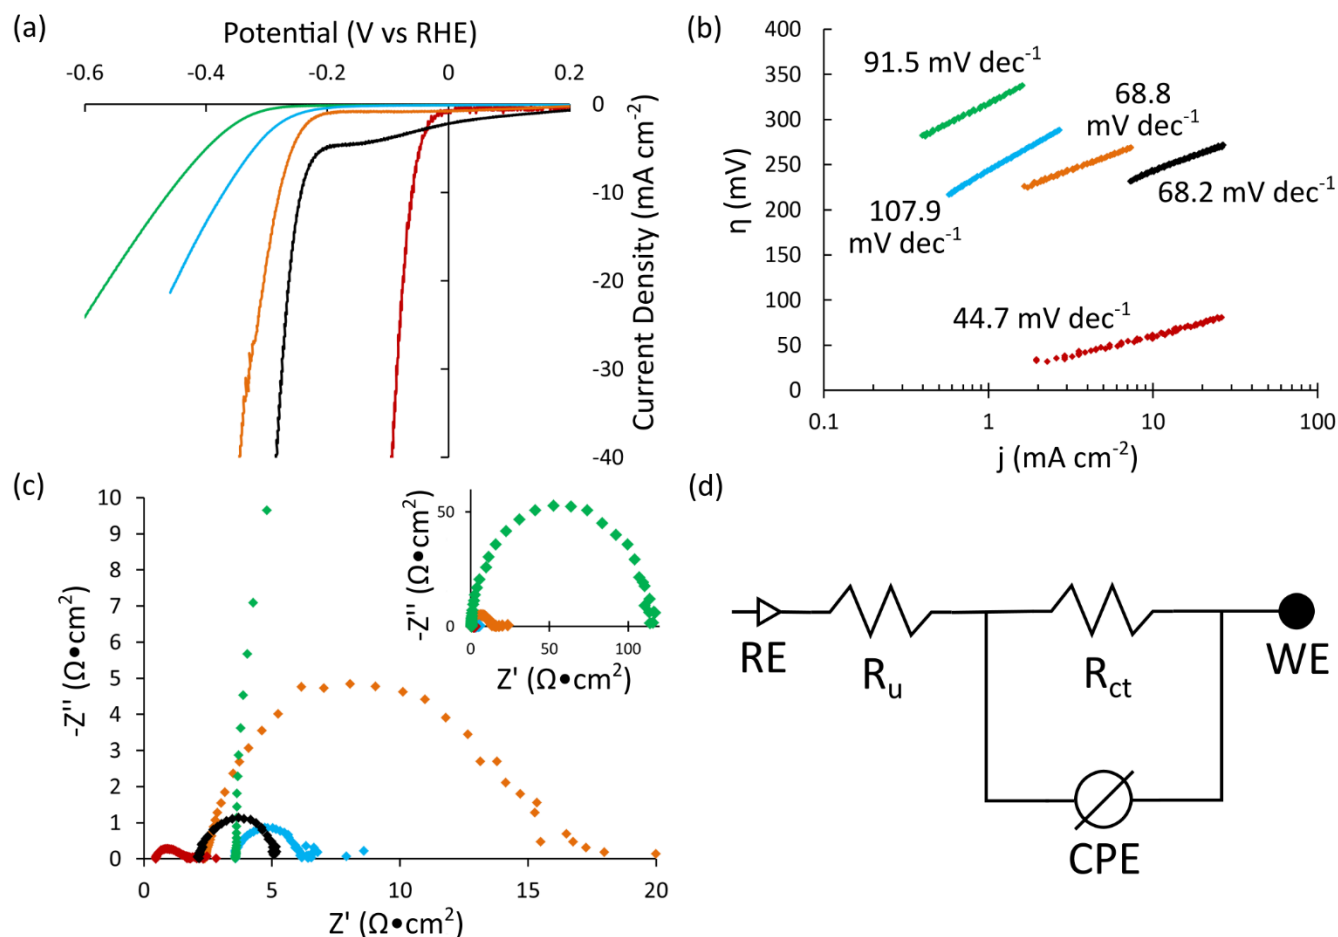 (a)
Potential (V vs RHE)
-0.6
-0.4
-0.2
0
0.2
0
-10
-20
-30
-40
Current Density (mA cm-2)
(b)
400
350
300
250
200
150
100
50
0
η (mV)
91.5 mV dec-1
68.8
mV dec-1
107.9
mV dec-1
68.2 mV dec-1
44.7 mV dec-1
0.1
1
10
100
j (mA cm-2)
(c)
10
9
8
7
6
5
4
3
2
1
0
-Z'' (Ω•cm2)
0
5
10
15
20
Z' (Ω•cm2)
50
0
-Z'' (Ω•cm2)
0
50
100
Z' (Ω•cm2)
(d)
RE
Ru
Rct
WE
CPE